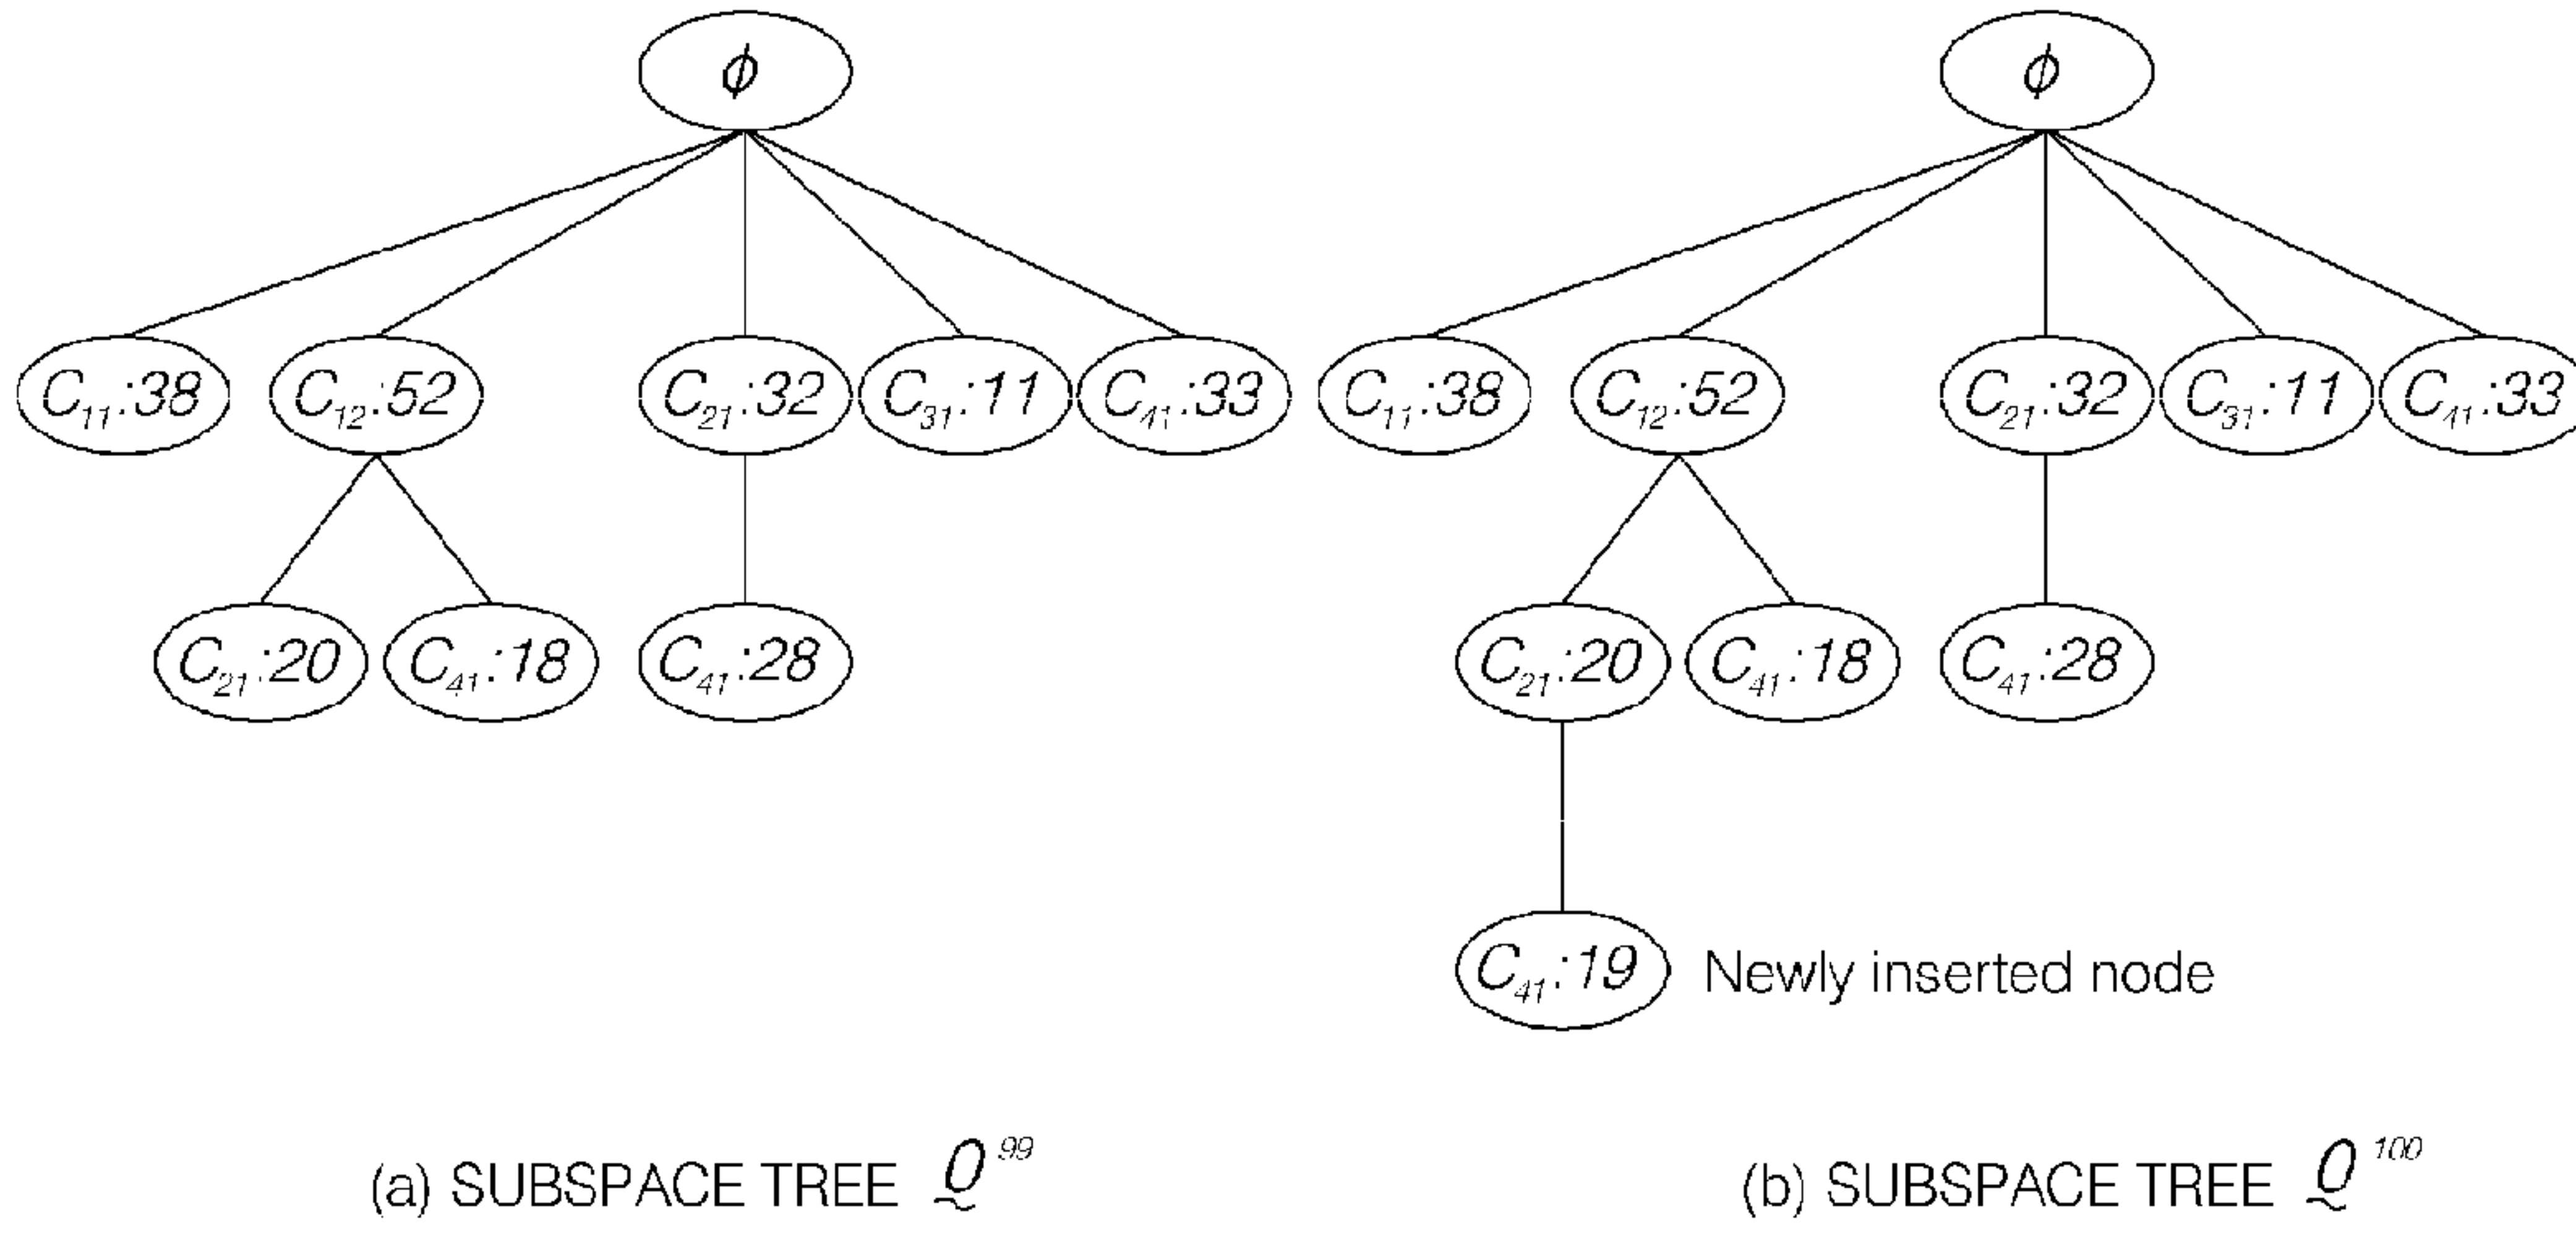 ϕ ϕ
C₁₁:38 C₁₂:52 C₂₁:32 C₃₁:11 C₄₁:33 C₁₁:38 C₁₂:52 C₂₁:32 C₃₁:11 C₄₁:33
C₂₁:20 C₄₁:18 C₄₁:28 C₂₁:20 C₄₁:18 C₄₁:28
C₄₁:19 Newly inserted node
(a) SUBSPACE TREE Q̰⁹⁹ (b) SUBSPACE TREE Q̰¹⁰⁰